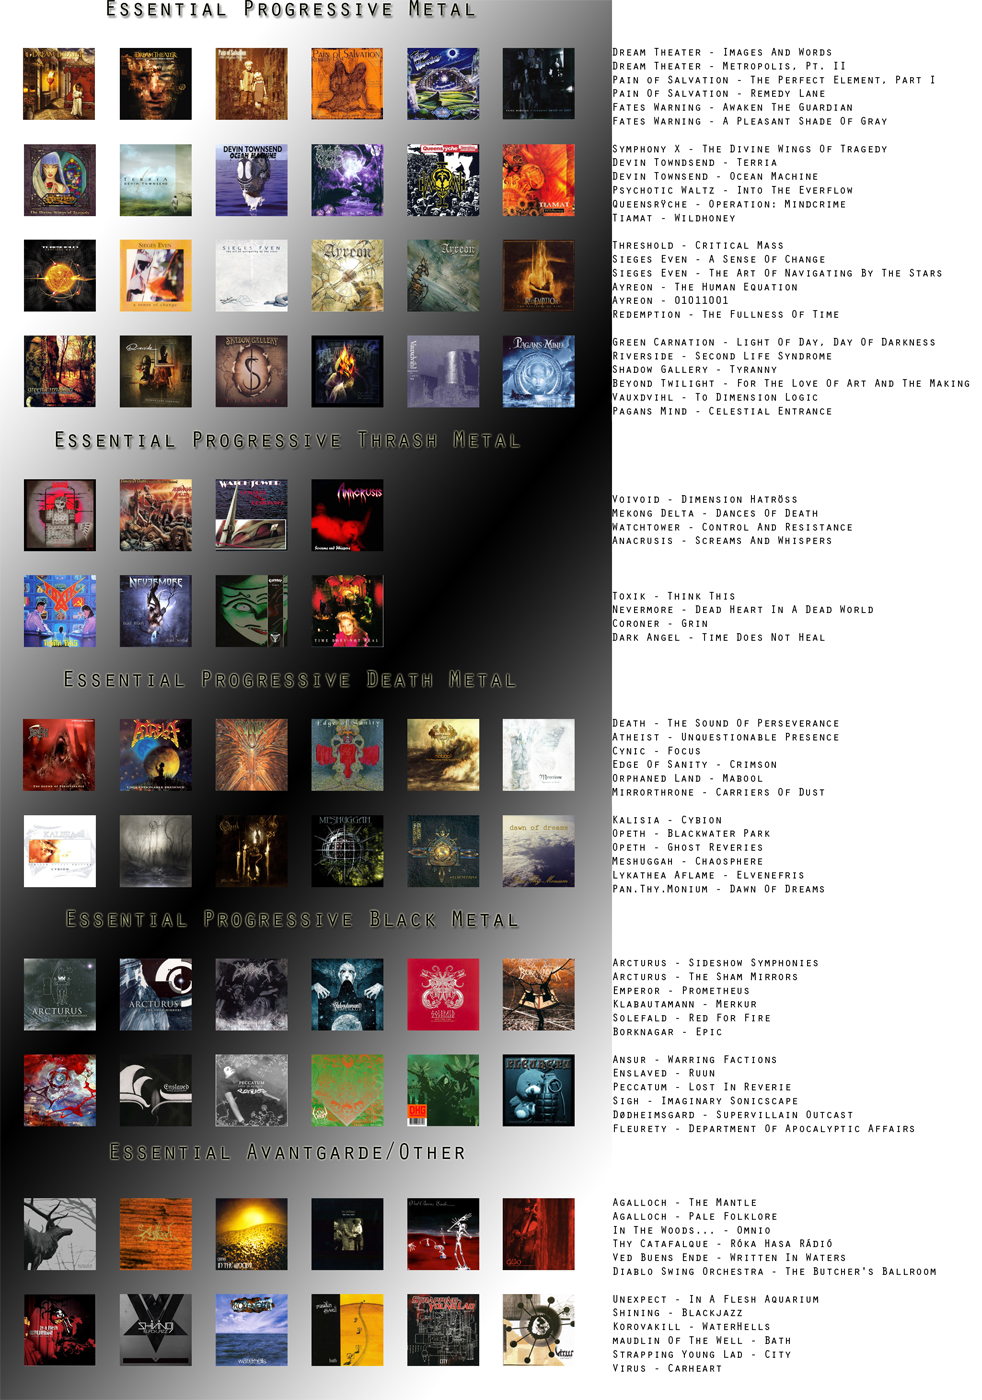 Essential Progressive Metal
Dream Theater - Images And Words
Dream Theater - Metropolis, Pt. II
Pain of Salvation - The Perfect Element, Part I
Pain Of Salvation - Remedy Lane
Fates Warning - Awaken The Guardian
Fates Warning - A Pleasant Shade Of Gray
Symphony X - The Divine Wings Of Tragedy
Devin Towndsend - Terria
Devin Townsend - Ocean Machine
Psychotic Waltz - Into The Everflow
Queensrÿche - Operation: Mindcrime
Tiamat - Wildhoney
Threshold - Critical Mass
Sieges Even - A Sense Of Change
Sieges Even - The Art Of Navigating By The Stars
Ayreon - The Human Equation
Ayreon - 01011001
Redemption - The Fullness Of Time
Green Carnation - Light Of Day, Day Of Darkness
Riverside - Second Life Syndrome
Shadow Gallery - Tyranny
Beyond Twilight - For The Love Of Art And The Making
Vauxdvihl - To Dimension Logic
Pagans Mind - Celestial Entrance
Essential Progressive Thrash Metal
Voivoid - Dimension Hatröss
Mekong Delta - Dances Of Death
Watchtower - Control And Resistance
Anacrusis - Screams And Whispers
Toxik - Think This
Nevermore - Dead Heart In A Dead World
Coroner - Grin
Dark Angel - Time Does Not Heal
Essential Progressive Death Metal
Death - The Sound Of Perseverance
Atheist - Unquestionable Presence
Cynic - Focus
Edge Of Sanity - Crimson
Orphaned Land - Mabool
Mirrorthrone - Carriers Of Dust
Kalisia - Cybion
Opeth - Blackwater Park
Opeth - Ghost Reveries
Meshuggah - Chaosphere
Lykathea Aflame - Elvenefris
Pan.Thy.Monium - Dawn Of Dreams
Essential Progressive Black Metal
Arcturus - Sideshow Symphonies
Arcturus - The Sham Mirrors
Emperor - Prometheus
Klabautamann - Merkur
Solefald - Red For Fire
Borknagar - Epic
Ansur - Warring Factions
Enslaved - Ruun
Peccatum - Lost In Reverie
Sigh - Imaginary Sonicscape
Dødheimsgard - Supervillain Outcast
Fleurety - Department Of Apocalyptic Affairs
Essential Avantgarde/Other
Agalloch - The Mantle
Agalloch - Pale Folklore
In The Woods... - Omnio
Thy Catafalque - Róka Hasa Rádió
Ved Buens Ende - Written In Waters
Diablo Swing Orchestra - The Butcher's Ballroom
Unexpect - In A Flesh Aquarium
Shining - Blackjazz
Korovakill - WaterHells
maudlin Of The Well - Bath
Strapping Young Lad - City
Virus - Carheart